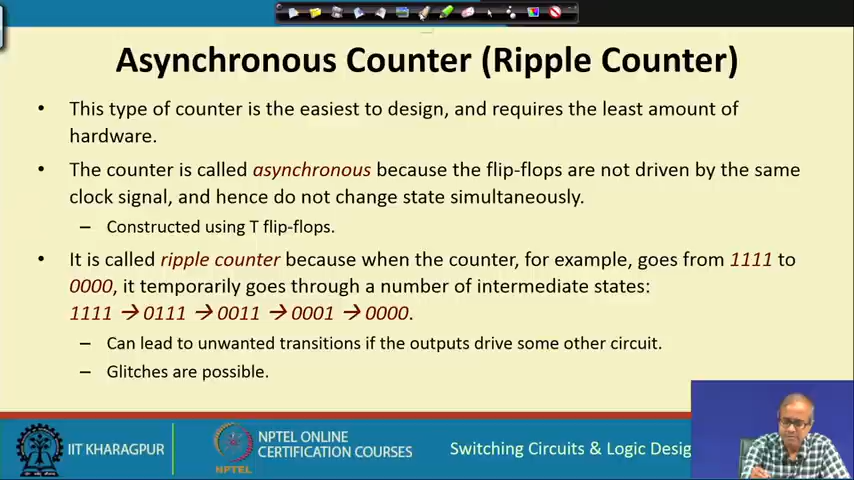 Asynchronous Counter (Ripple Counter)
• This type of counter is the easiest to design, and requires the least amount of
hardware.
• The counter is called asynchronous because the flip-flops are not driven by the same
clock signal, and hence do not change state simultaneously.
– Constructed using T flip-flops.
• It is called ripple counter because when the counter, for example, goes from 1111 to
0000, it temporarily goes through a number of intermediate states:
1111 → 0111 → 0011 → 0001 → 0000.
– Can lead to unwanted transitions if the outputs drive some other circuit.
– Glitches are possible.
IIT KHARAGPUR
NPTEL
NPTEL ONLINE
CERTIFICATION COURSES
Switching Circuits & Logic Desig